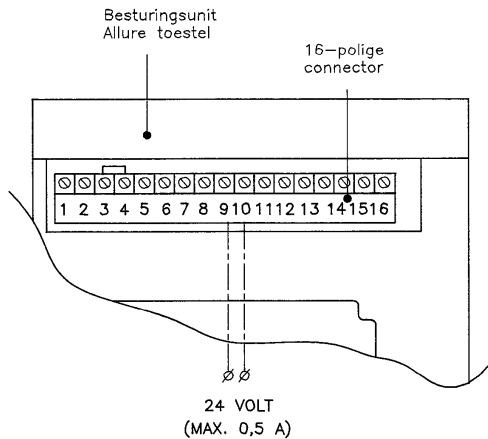 Besturingsunit
Allure toestel
16-polige
connector
1 2 3 4 5 6 7 8 9 10 11 12 13 14 15 16
24 VOLT
(MAX. 0,5 A)